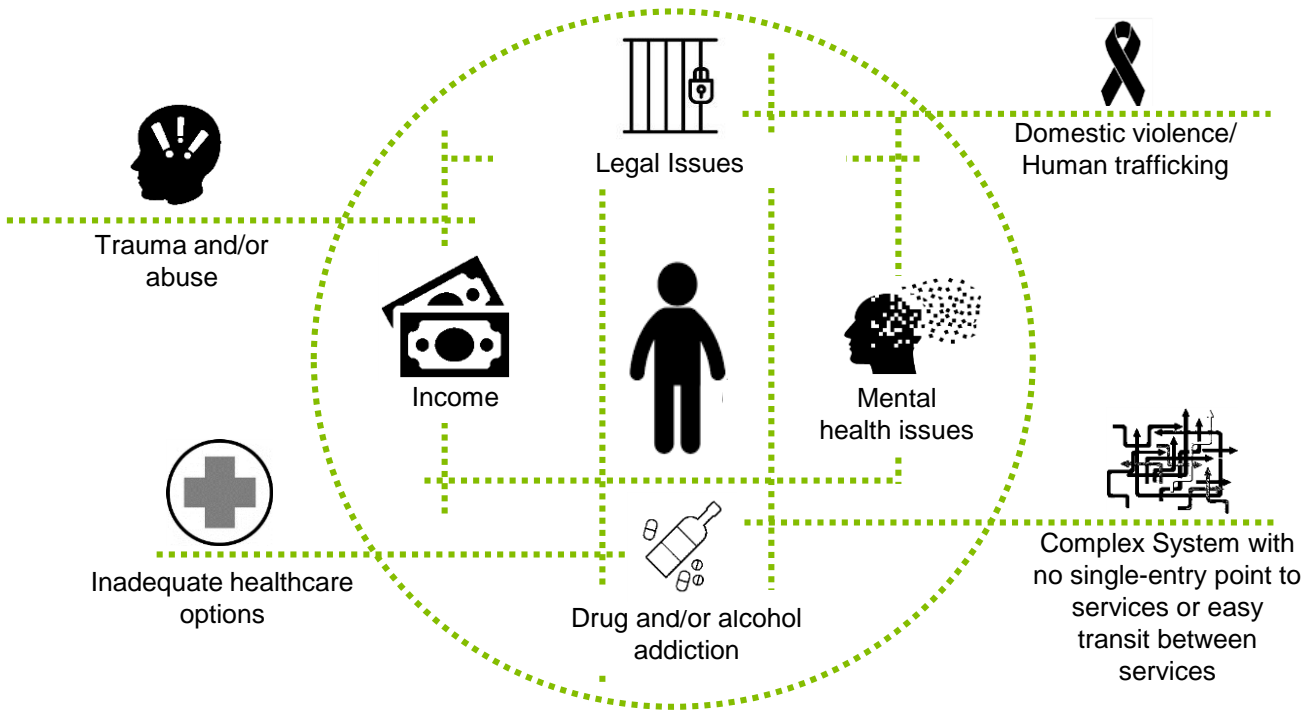 Legal Issues
Domestic violence/
Human trafficking
Trauma and/or
abuse
Income
Mental
health issues
Inadequate healthcare
options
Drug and/or alcohol
addiction
Complex System with
no single-entry point to
services or easy
transit between
services